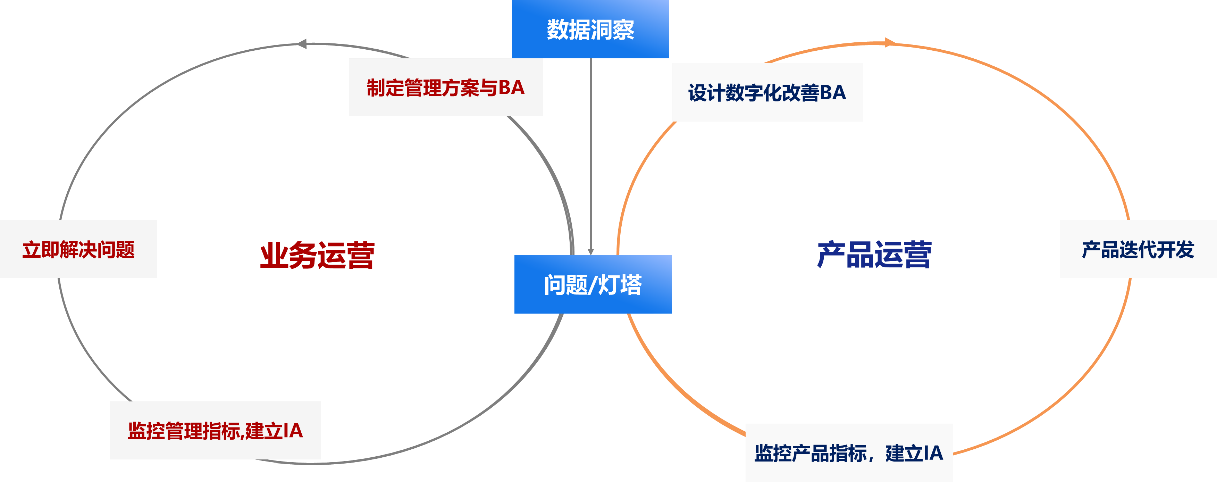 数据洞察
制定管理方案与BA
设计数字化改善BA
立即解决问题
业务运营
产品运营
产品迭代开发
问题/灯塔
监控管理指标,建立IA
监控产品指标，建立IA